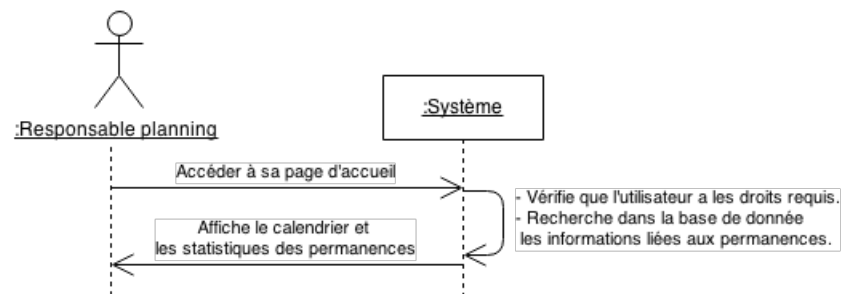 :Responsable planning
:Système
Accéder à sa page d'accueil
- Vérifie que l'utilisateur a les droits requis.
- Recherche dans la base de donnée
les informations liées aux permanences.
Affiche le calendrier et
les statistiques des permanences